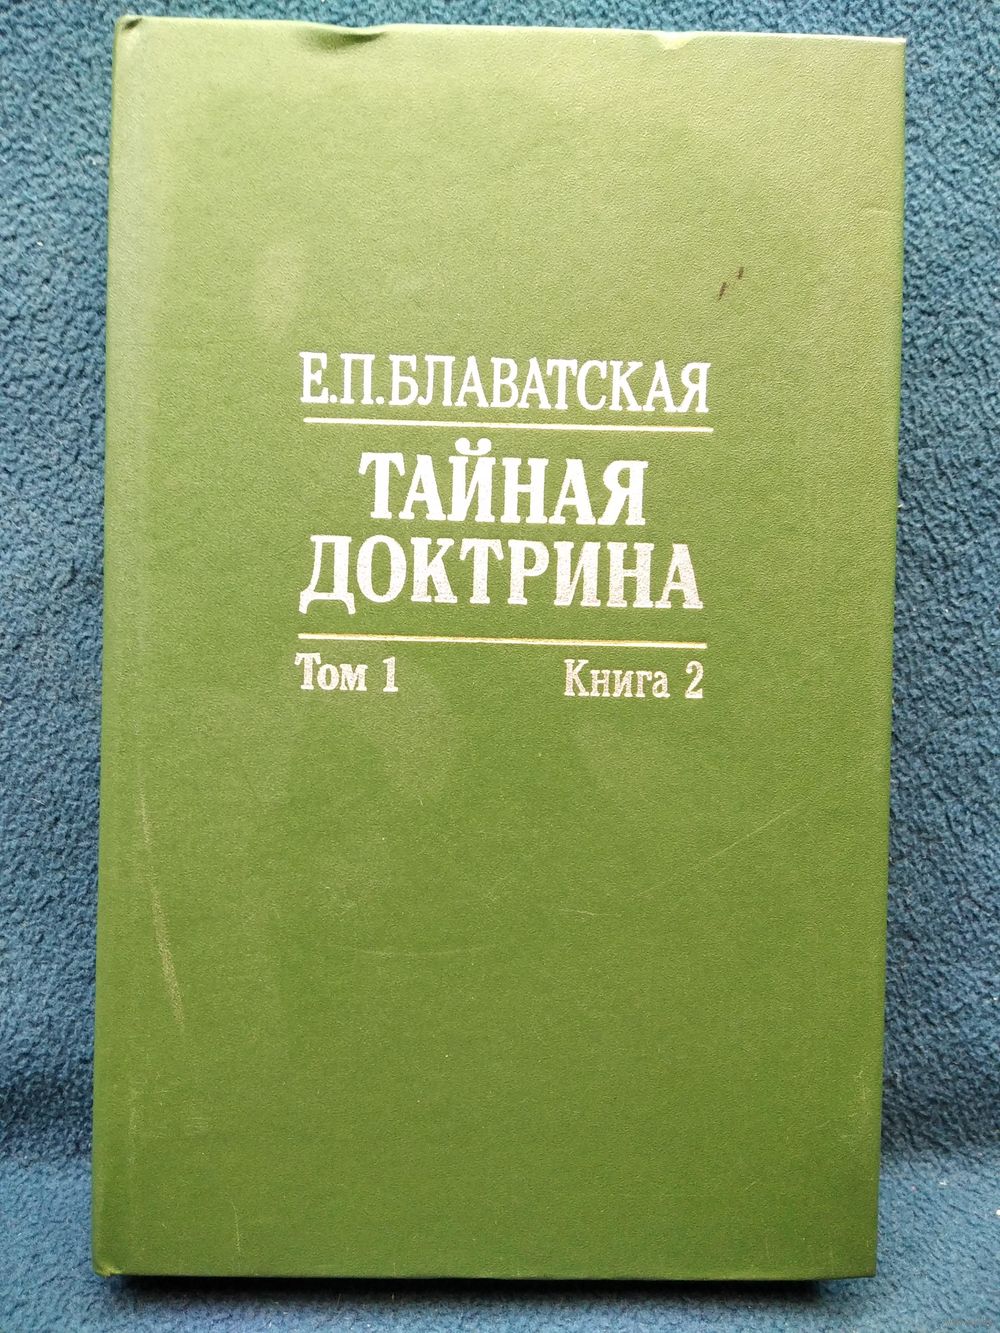 Е.П.БЛАВАТСКАЯ
ТАЙНАЯ
ДОКТРИНА
Том 1 Книга 2